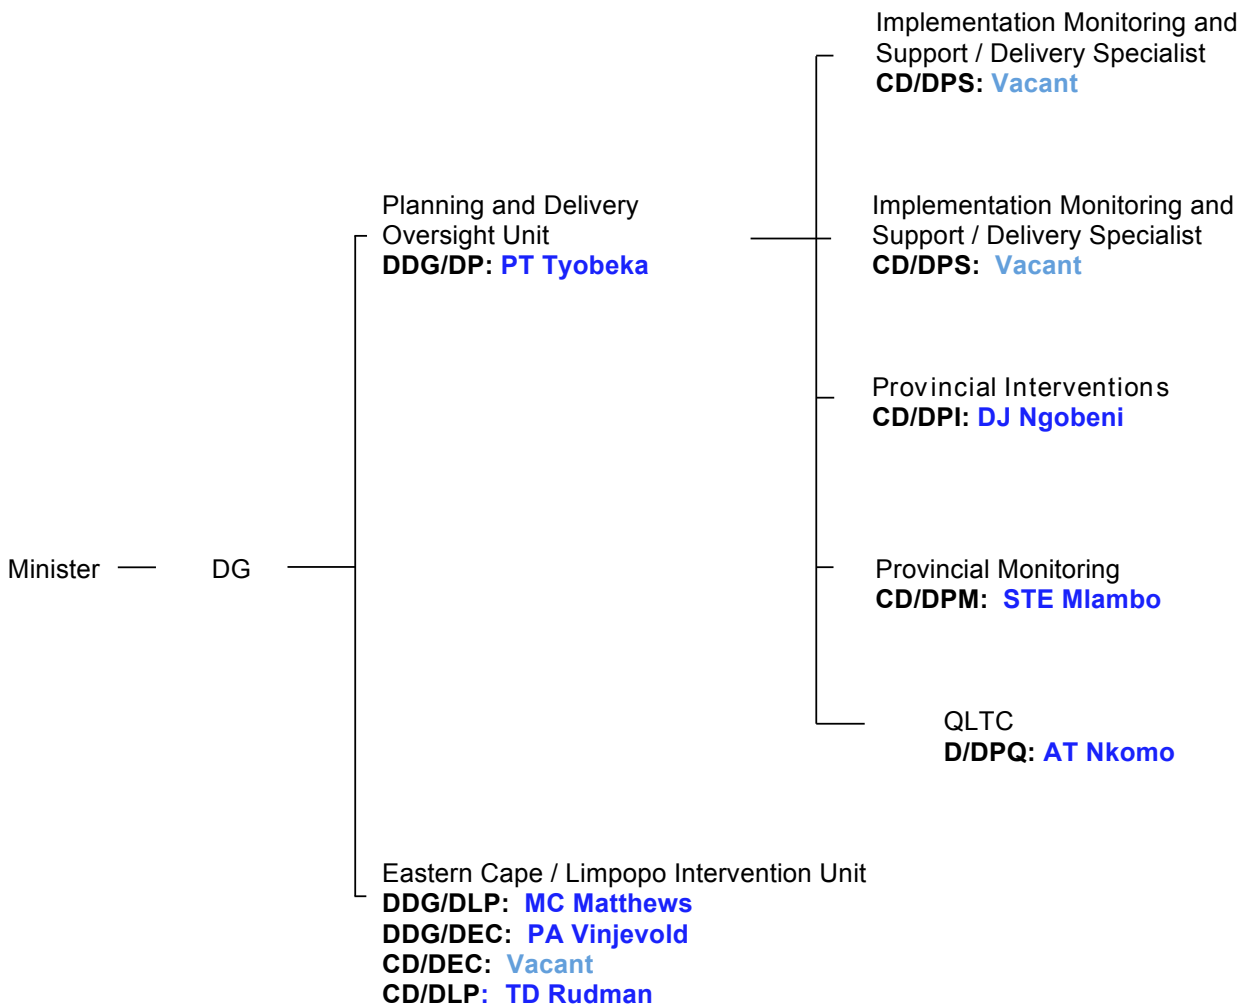 Implementation Monitoring and
Support / Delivery Specialist
CD/DPS: Vacant
Planning and Delivery
Oversight Unit
DDG/DP: PT Tyobeka
Implementation Monitoring and
Support / Delivery Specialist
CD/DPS: Vacant
Provincial Interventions
CD/DPI: DJ Ngobeni
Minister
DG
Provincial Monitoring
CD/DPM: STE Mlambo
QLTC
D/DPQ: AT Nkomo
Eastern Cape / Limpopo Intervention Unit
DDG/DLP: MC Matthews
DDG/DEC: PA Vinjevold
CD/DEC: Vacant
CD/DLP: TD Rudman